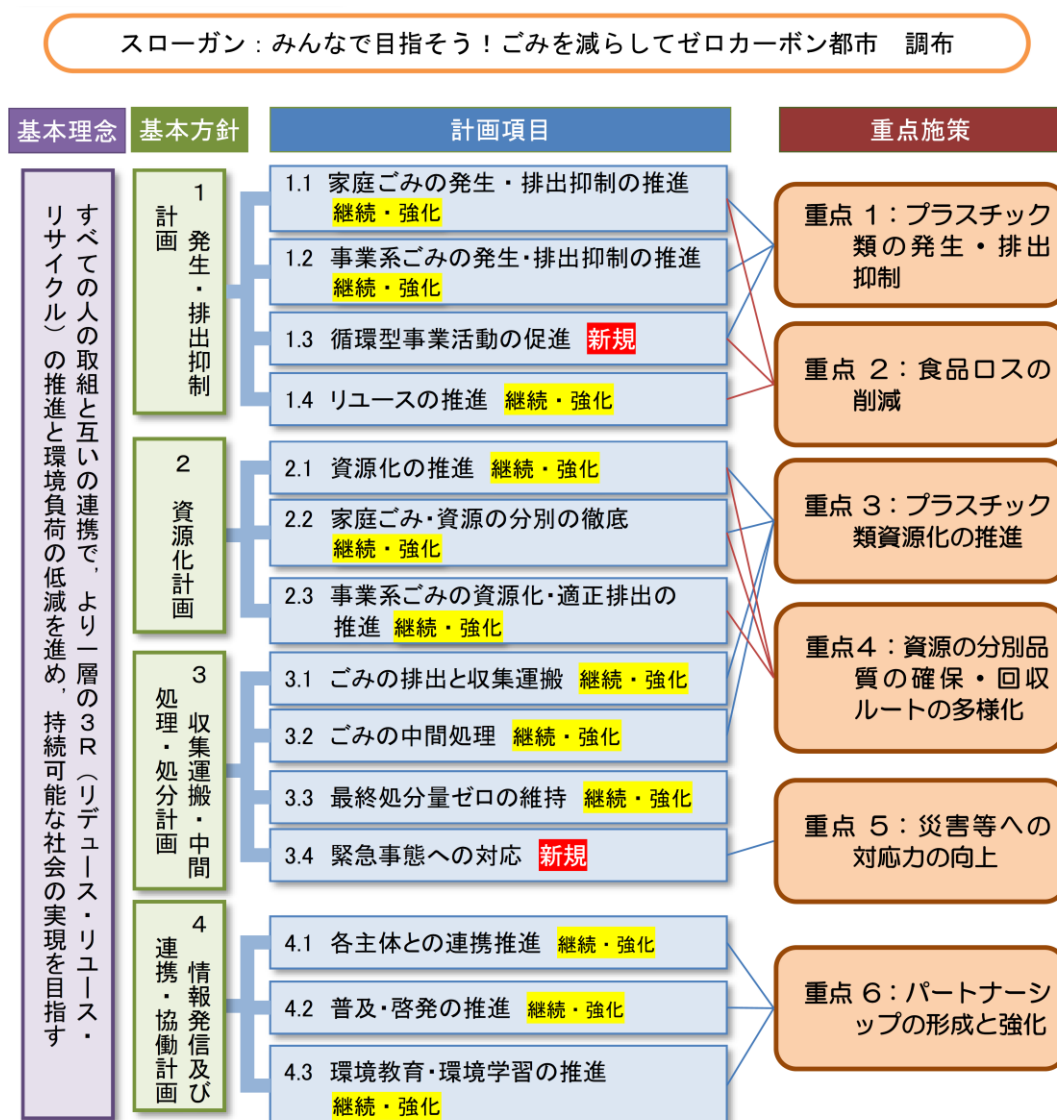 スローガン：みんなで目指そう！ごみを減らしてゼロカーボン都市　調布
基本理念
基本方針
計画項目
重点施策
すべての人の取組と互いの連携で，より一層の３Ｒ（リデュース・リユース・
リサイクル）の推進と環境負荷の低減を進め，持続可能な社会の実現を目指す
1　発生・排出抑制
計画
1.1 家庭ごみの発生・排出抑制の推進
継続・強化
1.2 事業系ごみの発生・排出抑制の推進
継続・強化
1.3 循環型事業活動の促進 新規
1.4 リユースの推進 継続・強化
2　資源化計画
2.1 資源化の推進 継続・強化
2.2 家庭ごみ・資源の分別の徹底
継続・強化
2.3 事業系ごみの資源化・適正排出の
推進 継続・強化
3　収集運搬・中間
処理・処分計画
3.1 ごみの排出と収集運搬 継続・強化
3.2 ごみの中間処理 継続・強化
3.3 最終処分量ゼロの維持 継続・強化
3.4 緊急事態への対応 新規
4　情報発信及び
連携・協働計画
4.1 各主体との連携推進 継続・強化
4.2 普及・啓発の推進 継続・強化
4.3 環境教育・環境学習の推進
継続・強化
重点 1：プラスチック
類の発生・排出
抑制
重点 2：食品ロスの
削減
重点 3：プラスチック
類資源化の推進
重点4：資源の分別品
質の確保・回収
ルートの多様化
重点 5：災害等への
対応力の向上
重点 6：パートナーシ
ップの形成と強化